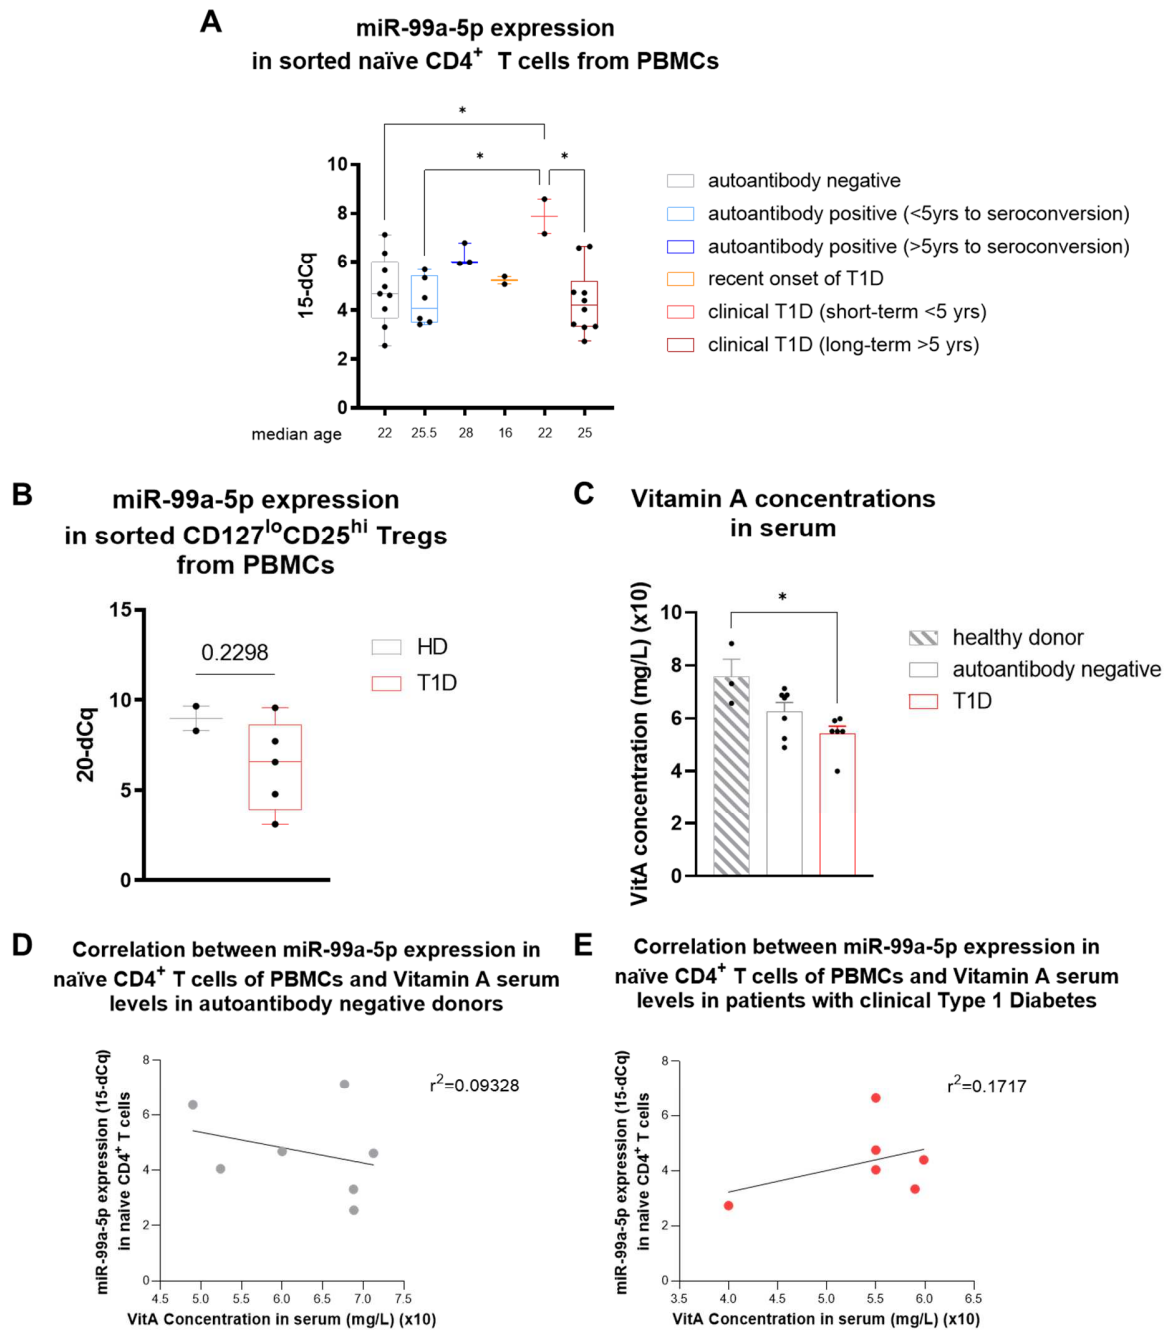 A
miR-99a-5p expression
in sorted naïve CD4+ T cells from PBMCs
*
*
*
10
8
6
4
2
0
15-dCq
median age 22 25.5 28 16 22 25
autoantibody negative
autoantibody positive (<5yrs to seroconversion)
autoantibody positive (>5yrs to seroconversion)
recent onset of T1D
clinical T1D (short-term <5 yrs)
clinical T1D (long-term >5 yrs)
B
miR-99a-5p expression
in sorted CD127loCD25hi Tregs
from PBMCs
15
10
5
0
20-dCq
0.2298
HD
T1D
C
Vitamin A concentrations
in serum
*
10
8
6
4
2
0
VitA concentration (mg/L) (x10)
healthy donor
autoantibody negative
T1D
D
Correlation between miR-99a-5p expression in
naïve CD4+ T cells of PBMCs and Vitamin A serum
levels in autoantibody negative donors
miR-99a-5p expression (15-dCq)
in naive CD4+ T cells
8
6
4
2
0
r2=0.09328
4.5 5.0 5.5 6.0 6.5 7.0 7.5
VitA Concentration in serum (mg/L) (x10)
E
Correlation between miR-99a-5p expression in
naïve CD4+ T cells of PBMCs and Vitamin A serum
levels in patients with clinical Type 1 Diabetes
miR-99a-5p expression (15-dCq)
in naive CD4+ T cells
8
6
4
2
0
r2=0.1717
3.5 4.0 4.5 5.0 5.5 6.0 6.5
VitA Concentration in serum (mg/L) (x10)